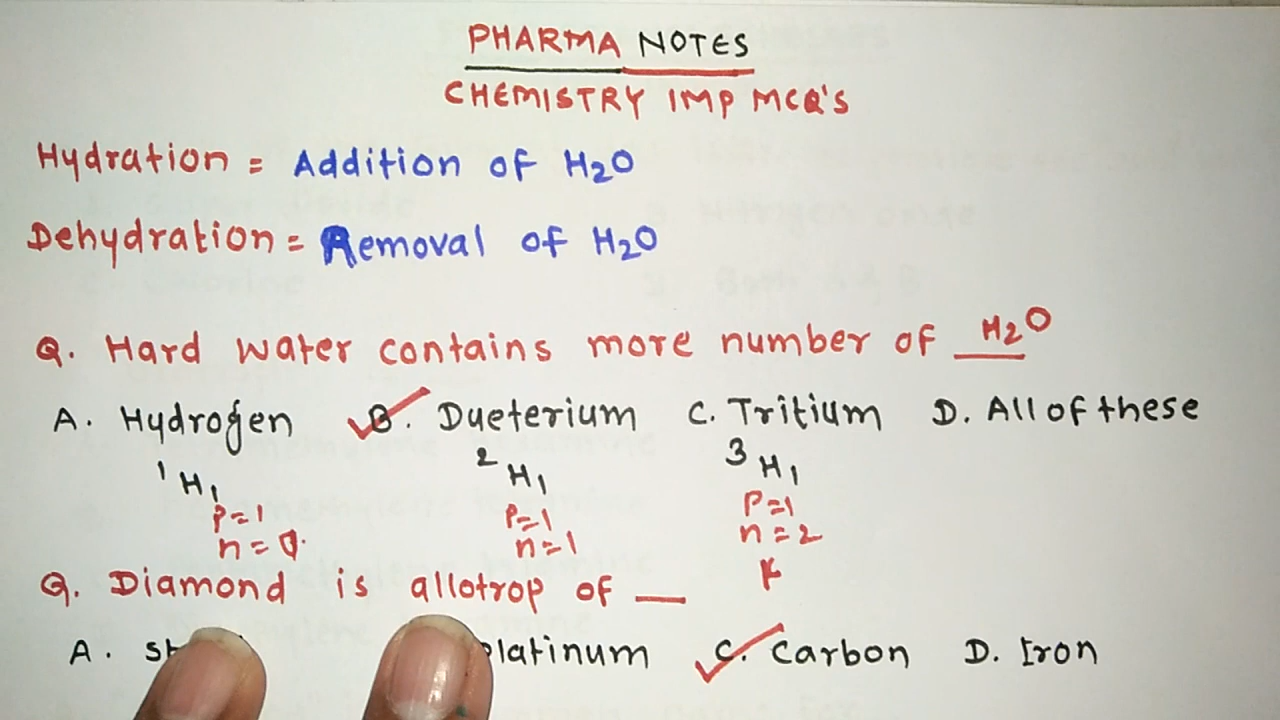 PHARMA NOTES
CHEMISTRY IMP MCQ'S
Hydration = Addition of H2O
Dehydration = Removal of H2O
Q. Hard water contains more number of H2O
A. Hydrogen B. Dueterium C. Tritium D. All of these
¹H₁ ²H₁ ³H₁
P=1 P=1 P=1
n=0 n=1 n=2
Q. Diamond is allotrop of __
A. platinum C. Carbon D. Iron